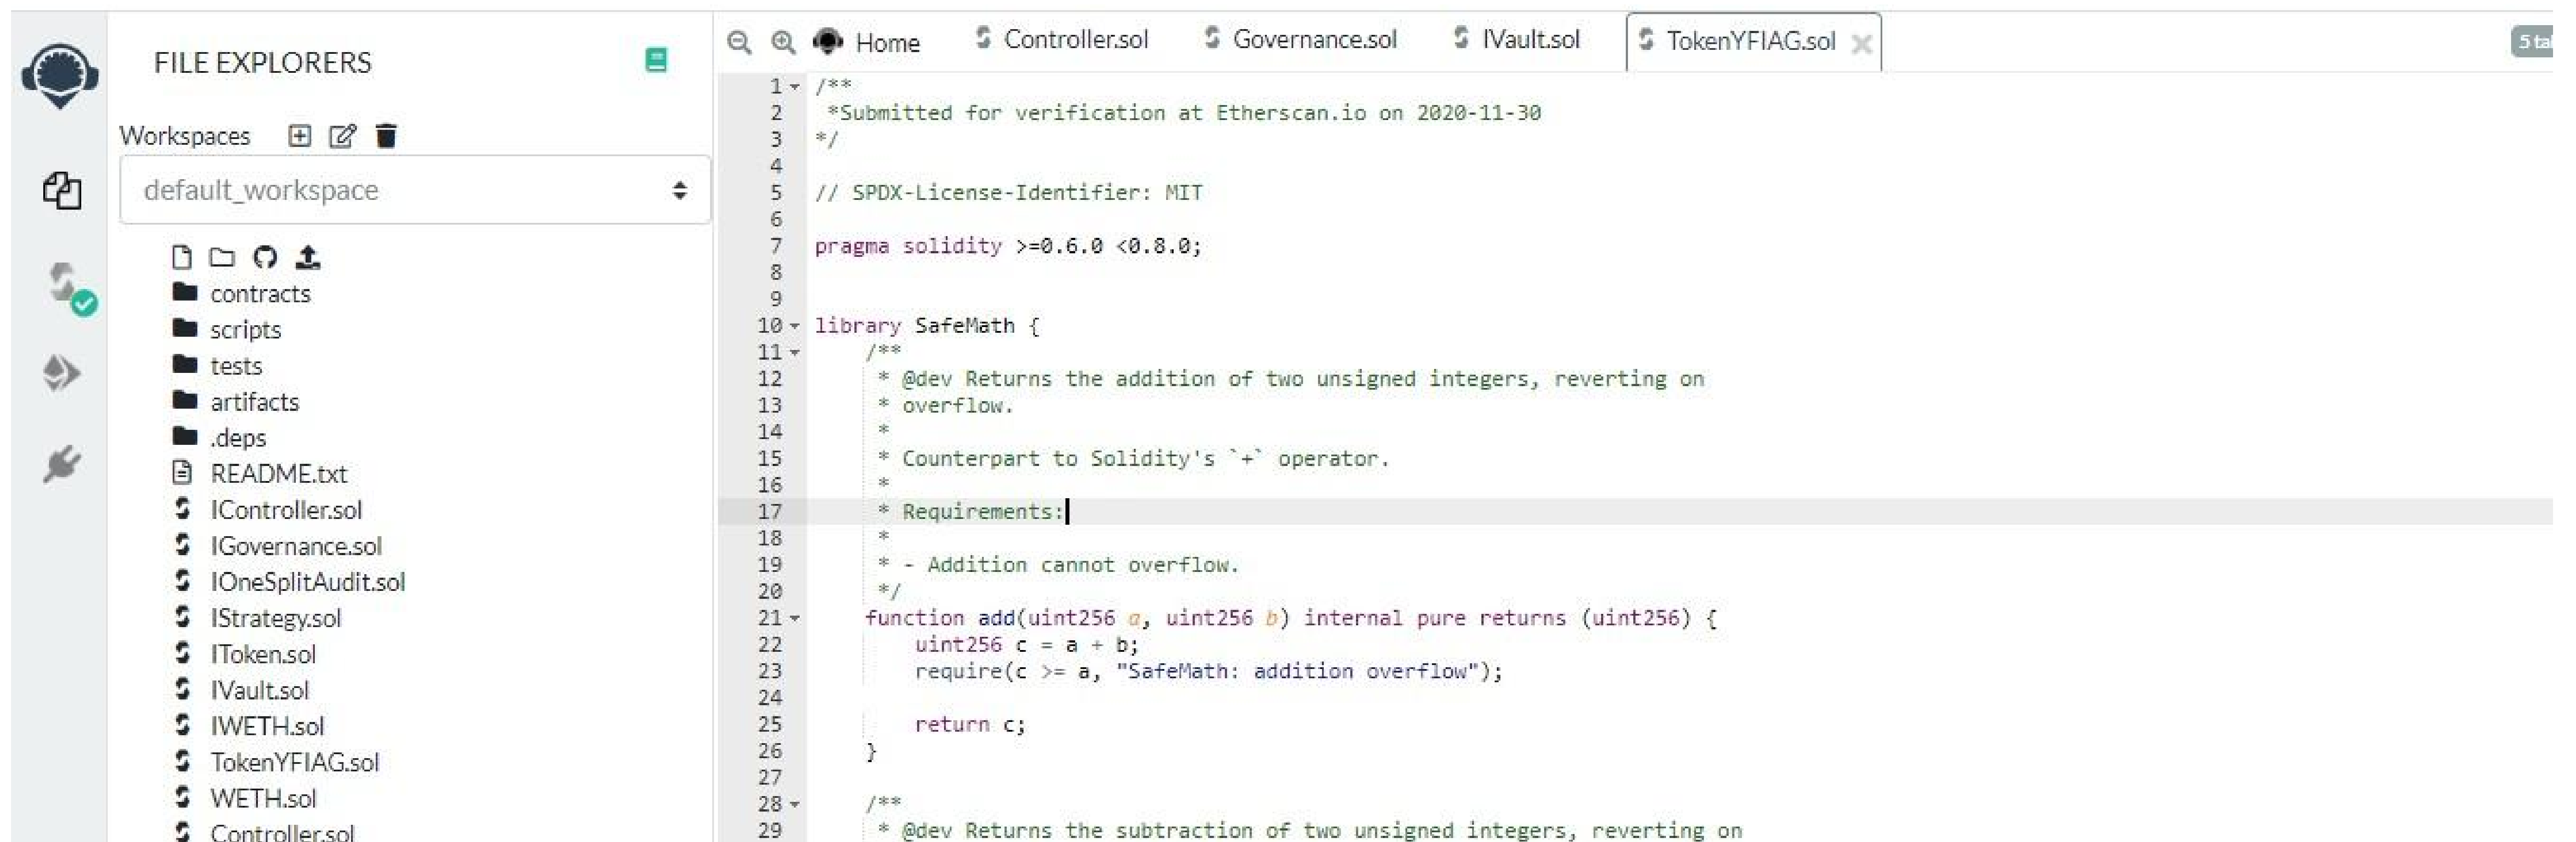 FILE EXPLORERS
Workspaces
default_workspace
contracts
scripts
tests
artifacts
.deps
README.txt
IController.sol
IGovernance.sol
IOneSplitAudit.sol
IStrategy.sol
IToken.sol
IVault.sol
IWETH.sol
TokenYFIAG.sol
WETH.sol
Controller.sol
Home Controller.sol Governance.sol IVault.sol TokenYFIAG.sol
1 /**
2 *Submitted for verification at Etherscan.io on 2020-11-30
3 */
4
5 // SPDX-License-Identifier: MIT
6
7 pragma solidity >=0.6.0 <0.8.0;
8
9
10 library SafeMath {
11 /**
12 * @dev Returns the addition of two unsigned integers, reverting on
13 * overflow.
14 *
15 * Counterpart to Solidity's `+` operator.
16 *
17 * Requirements:
18 *
19 * - Addition cannot overflow.
20 */
21 function add(uint256 a, uint256 b) internal pure returns (uint256) {
22 uint256 c = a + b;
23 require(c >= a, "SafeMath: addition overflow");
24
25 return c;
26 }
27
28 /**
29 * @dev Returns the subtraction of two unsigned integers, reverting on